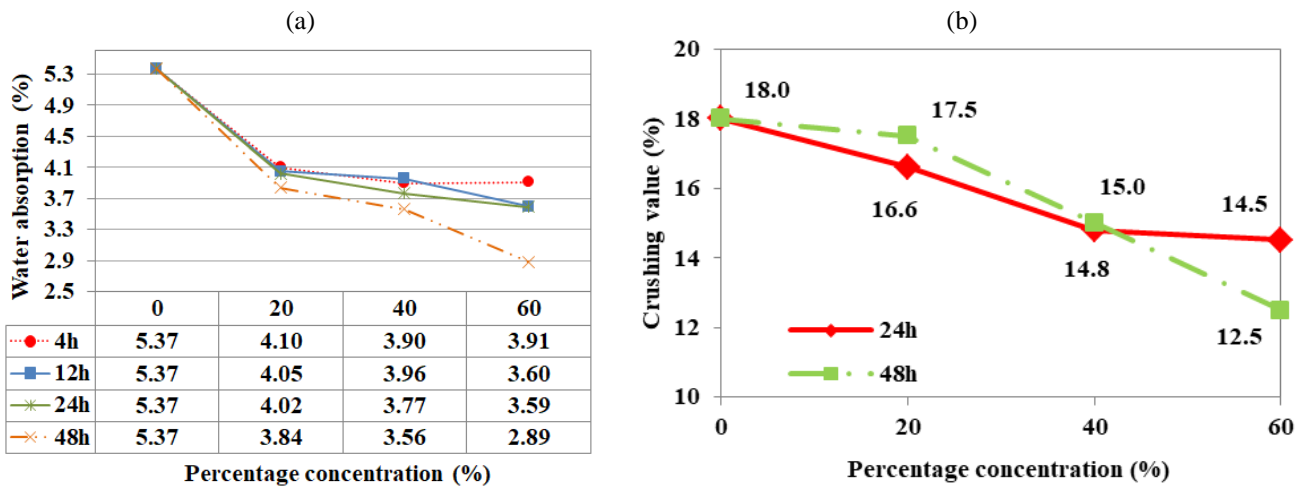 (a)
Water absorption (%)
5.3
4.9
4.5
4.1
3.7
3.3
2.9
2.5
0 20 40 60
4h 5.37 4.10 3.90 3.91
12h 5.37 4.05 3.96 3.60
24h 5.37 4.02 3.77 3.59
48h 5.37 3.84 3.56 2.89
Percentage concentration (%)
(b)
Crushing value (%)
20
18
16
14
12
10
18.0
17.5
16.6
15.0
14.8
14.5
12.5
24h
48h
0 20 40 60
Percentage concentration (%)